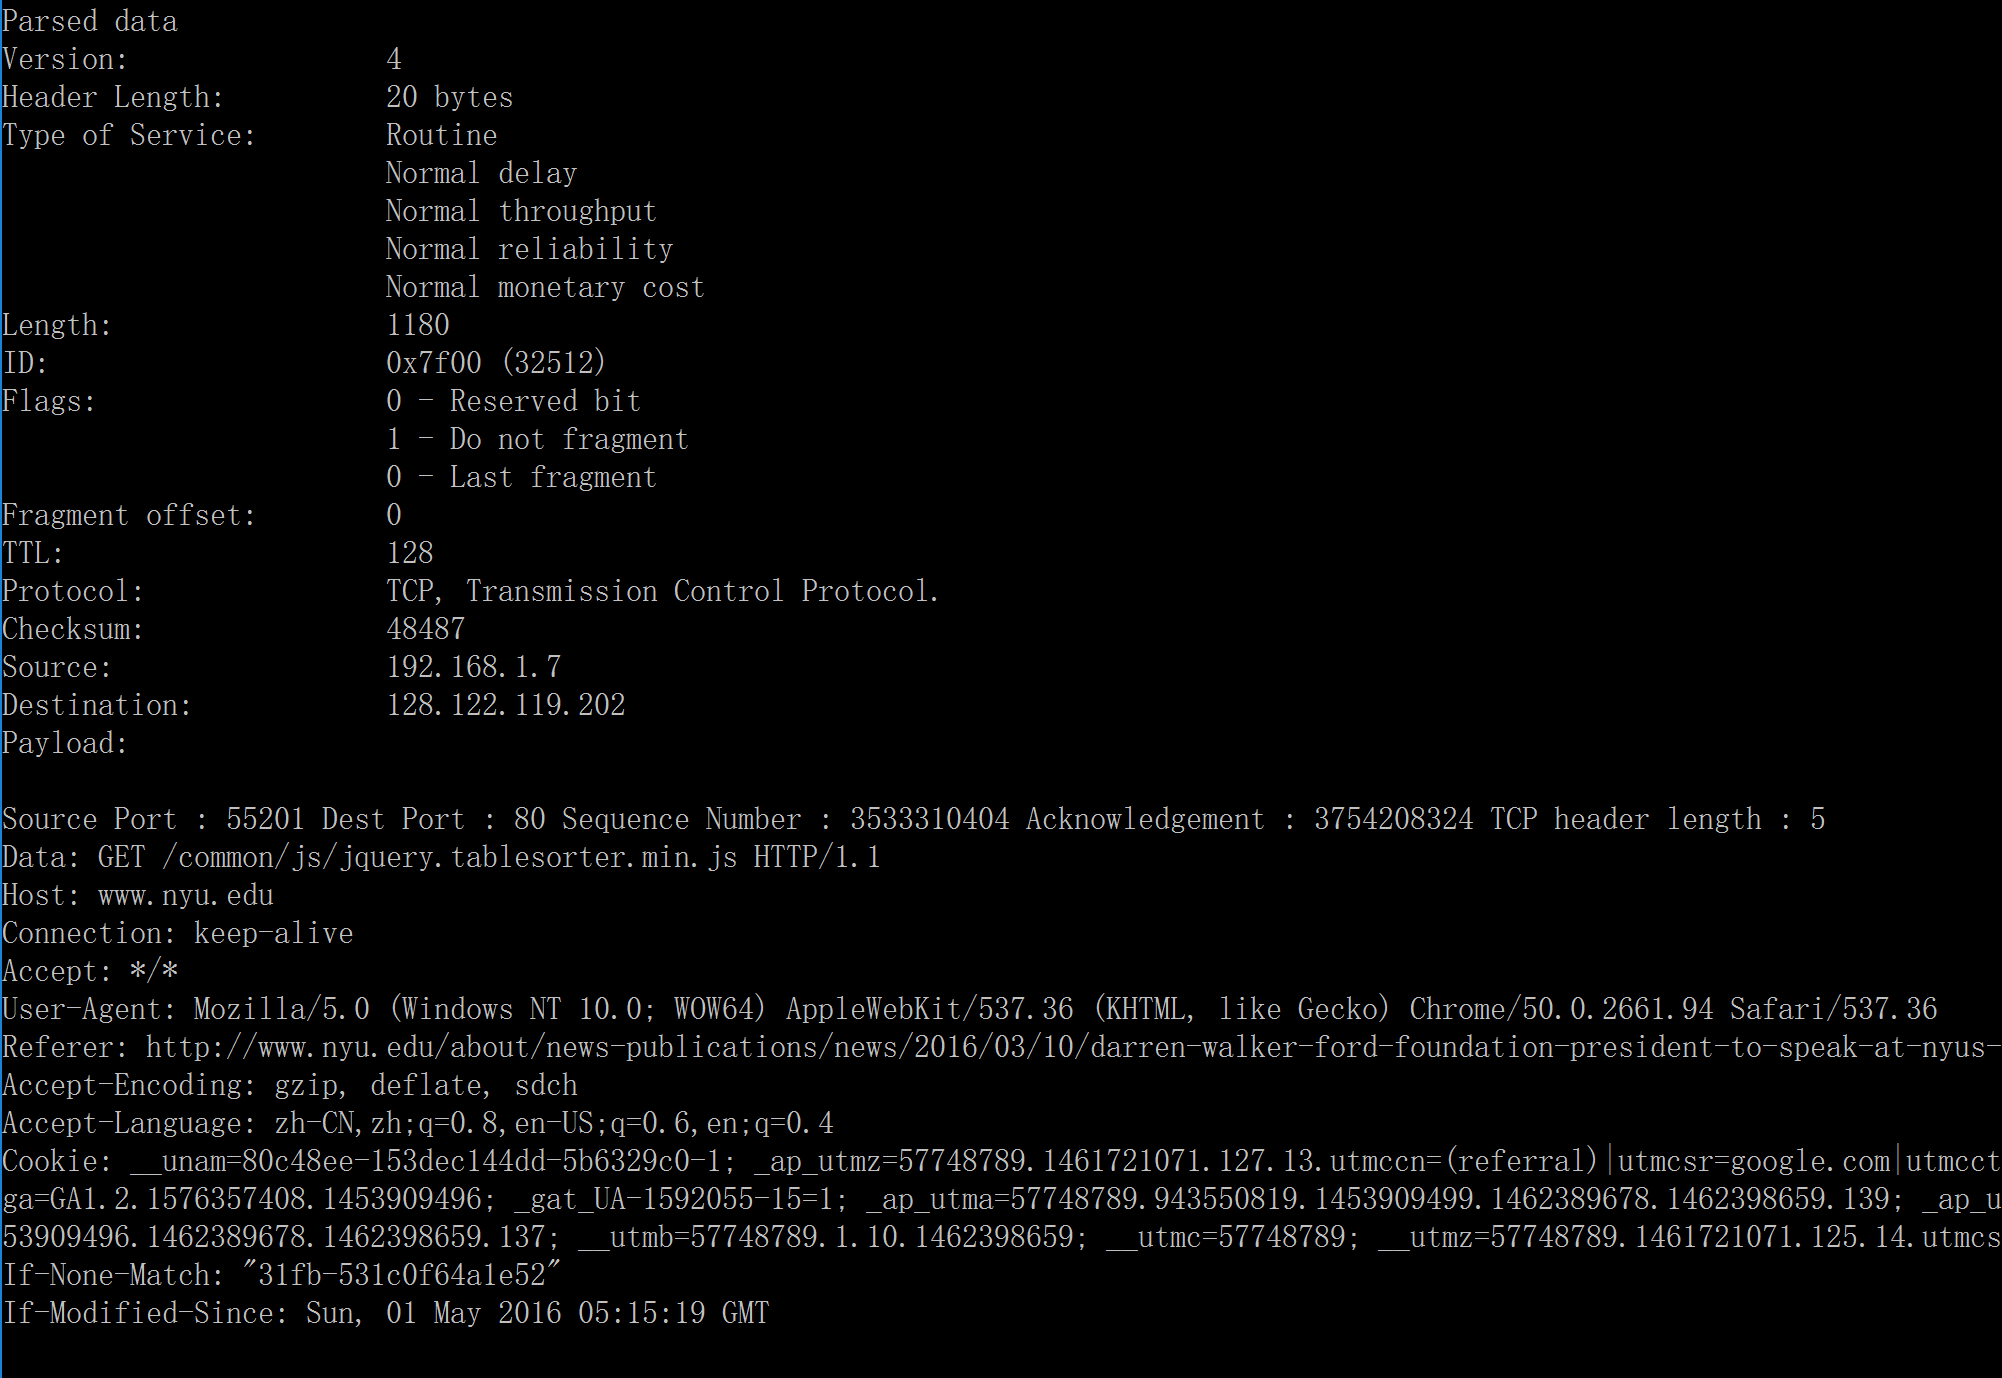 Parsed data
Version: 4
Header Length: 20 bytes
Type of Service: Routine
Normal delay
Normal throughput
Normal reliability
Normal monetary cost
Length: 1180
ID: 0x7f00 (32512)
Flags: 0 - Reserved bit
1 - Do not fragment
0 - Last fragment
Fragment offset: 0
TTL: 128
Protocol: TCP, Transmission Control Protocol.
Checksum: 48487
Source: 192.168.1.7
Destination: 128.122.119.202
Payload:
Source Port : 55201 Dest Port : 80 Sequence Number : 3533310404 Acknowledgement : 3754208324 TCP header length : 5
Data: GET /common/js/jquery.tablesorter.min.js HTTP/1.1
Host: www.nyu.edu
Connection: keep-alive
Accept: */*
User-Agent: Mozilla/5.0 (Windows NT 10.0; WOW64) AppleWebKit/537.36 (KHTML, like Gecko) Chrome/50.0.2661.94 Safari/537.36
Referer: http://www.nyu.edu/about/news-publications/news/2016/03/10/darren-walker-ford-foundation-president-to-speak-at-nyus-
Accept-Encoding: gzip, deflate, sdch
Accept-Language: zh-CN,zh;q=0.8,en-US;q=0.6,en;q=0.4
Cookie: __unam=80c48ee-153dec144dd-5b6329c0-1; _ap_utmz=57748789.1461721071.127.13.utmccn=(referral)|utmcsr=google.com|utmcct
ga=GA1.2.1576357408.1453909496; _gat_UA-1592055-15=1; _ap_utma=57748789.943550819.1453909499.1462389678.1462398659.139; _ap_u
53909496.1462389678.1462398659.137; __utmb=57748789.1.10.1462398659; __utmc=57748789; __utmz=57748789.1461721071.125.14.utmcs
If-None-Match: "31fb-531c0f64a1e52"
If-Modified-Since: Sun, 01 May 2016 05:15:19 GMT